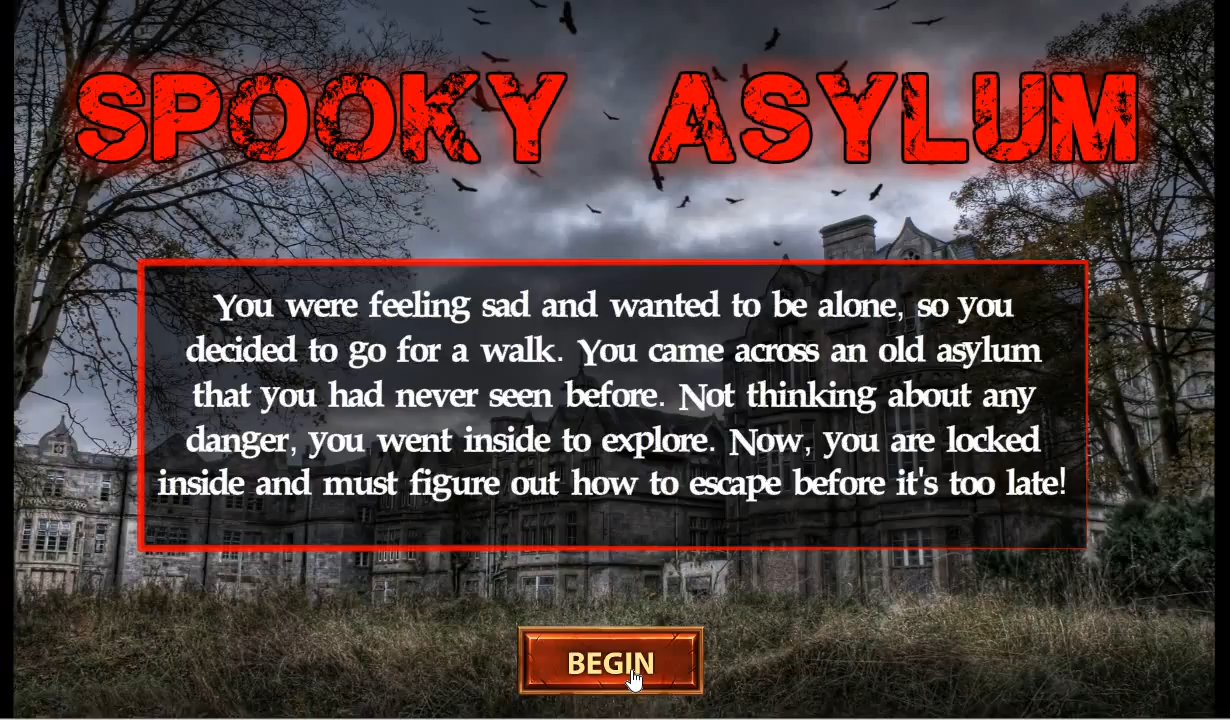 SPOOKY ASYLUM
You were feeling sad and wanted to be alone, so you
decided to go for a walk. You came across an old asylum
that you had never seen before. Not thinking about any
danger, you went inside to explore. Now, you are locked
inside and must figure out how to escape before it's too late!
BEGIN